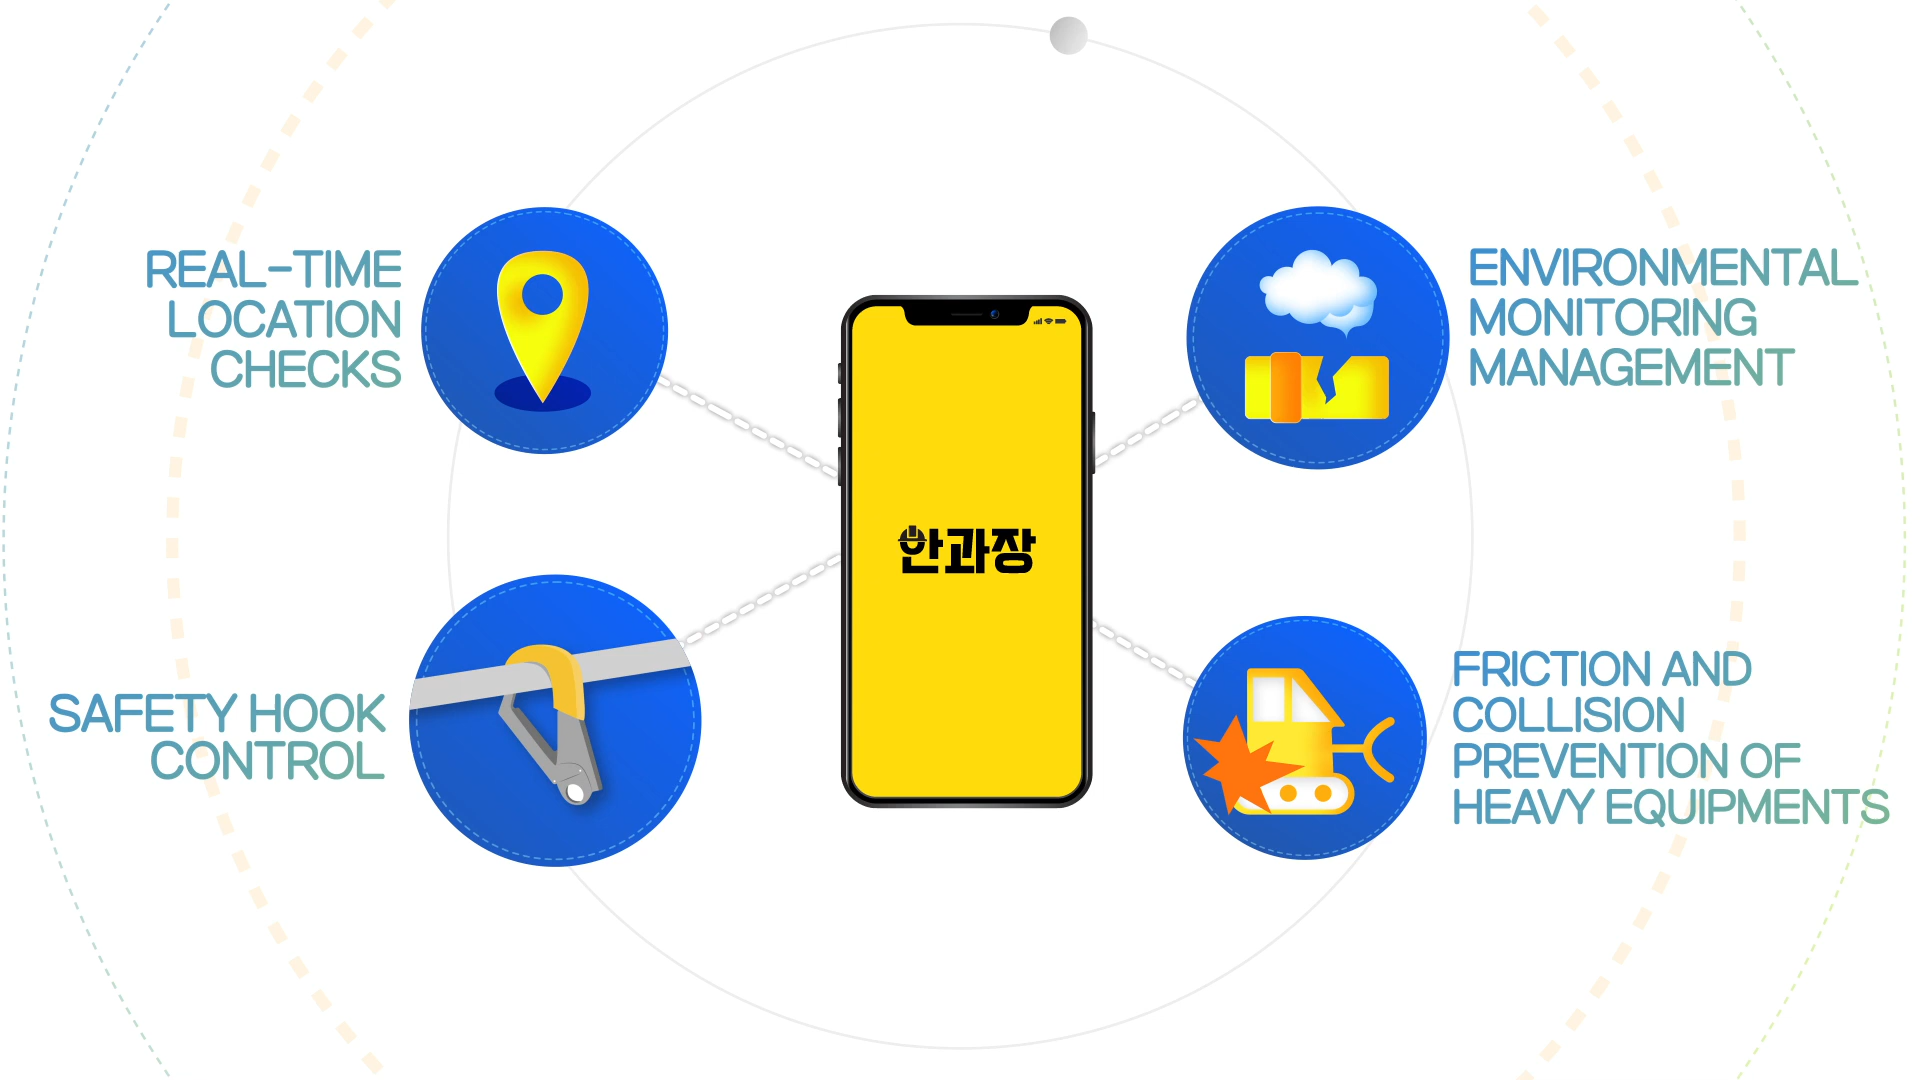 REAL-TIME
LOCATION
CHECKS
ENVIRONMENTAL
MONITORING
MANAGEMENT
안과장
SAFETY HOOK
CONTROL
FRICTION AND
COLLISION
PREVENTION OF
HEAVY EQUIPMENTS